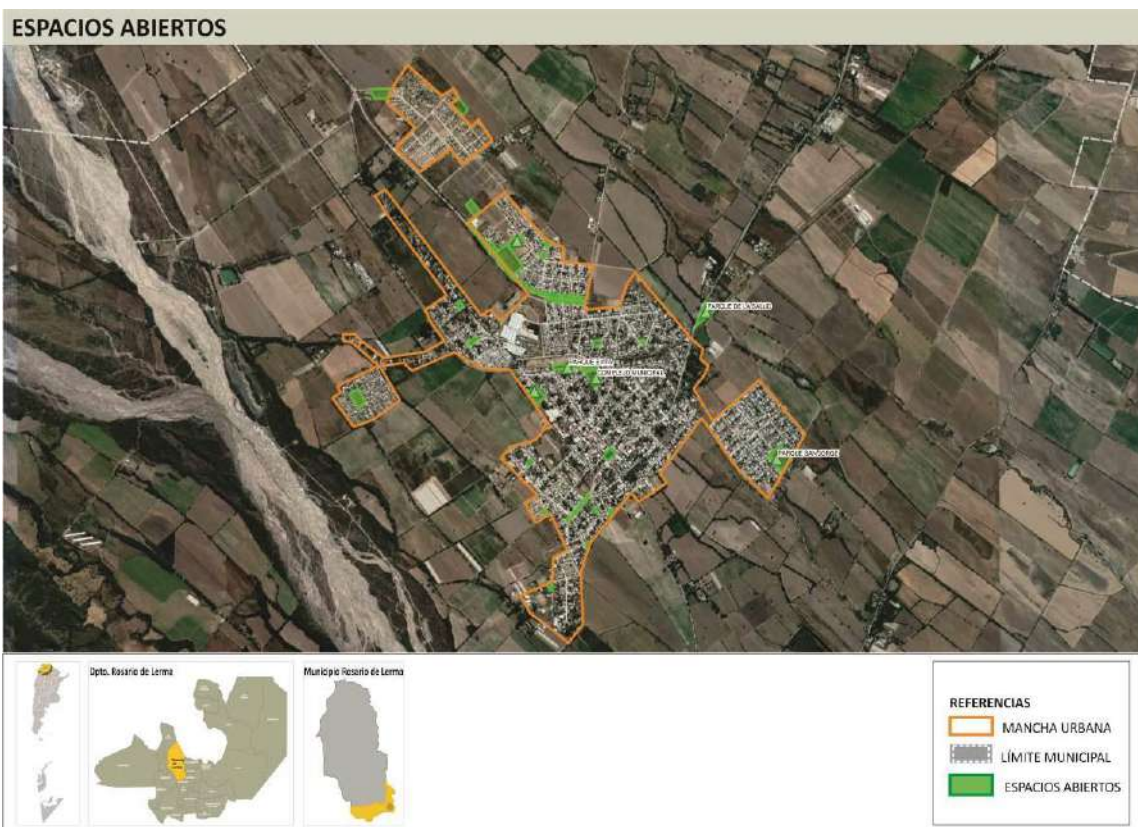 ESPACIOS ABIERTOS
PARQUE DE LA
PARQUE
COMPLEJO MUNICIPAL
PARQUE SAN JORGE
Dpto. Rosario de Lerma
Municipio Rosario de Lerma
REFERENCIAS
MANCHA URBANA
LÍMITE MUNICIPAL
ESPACIOS ABIERTOS